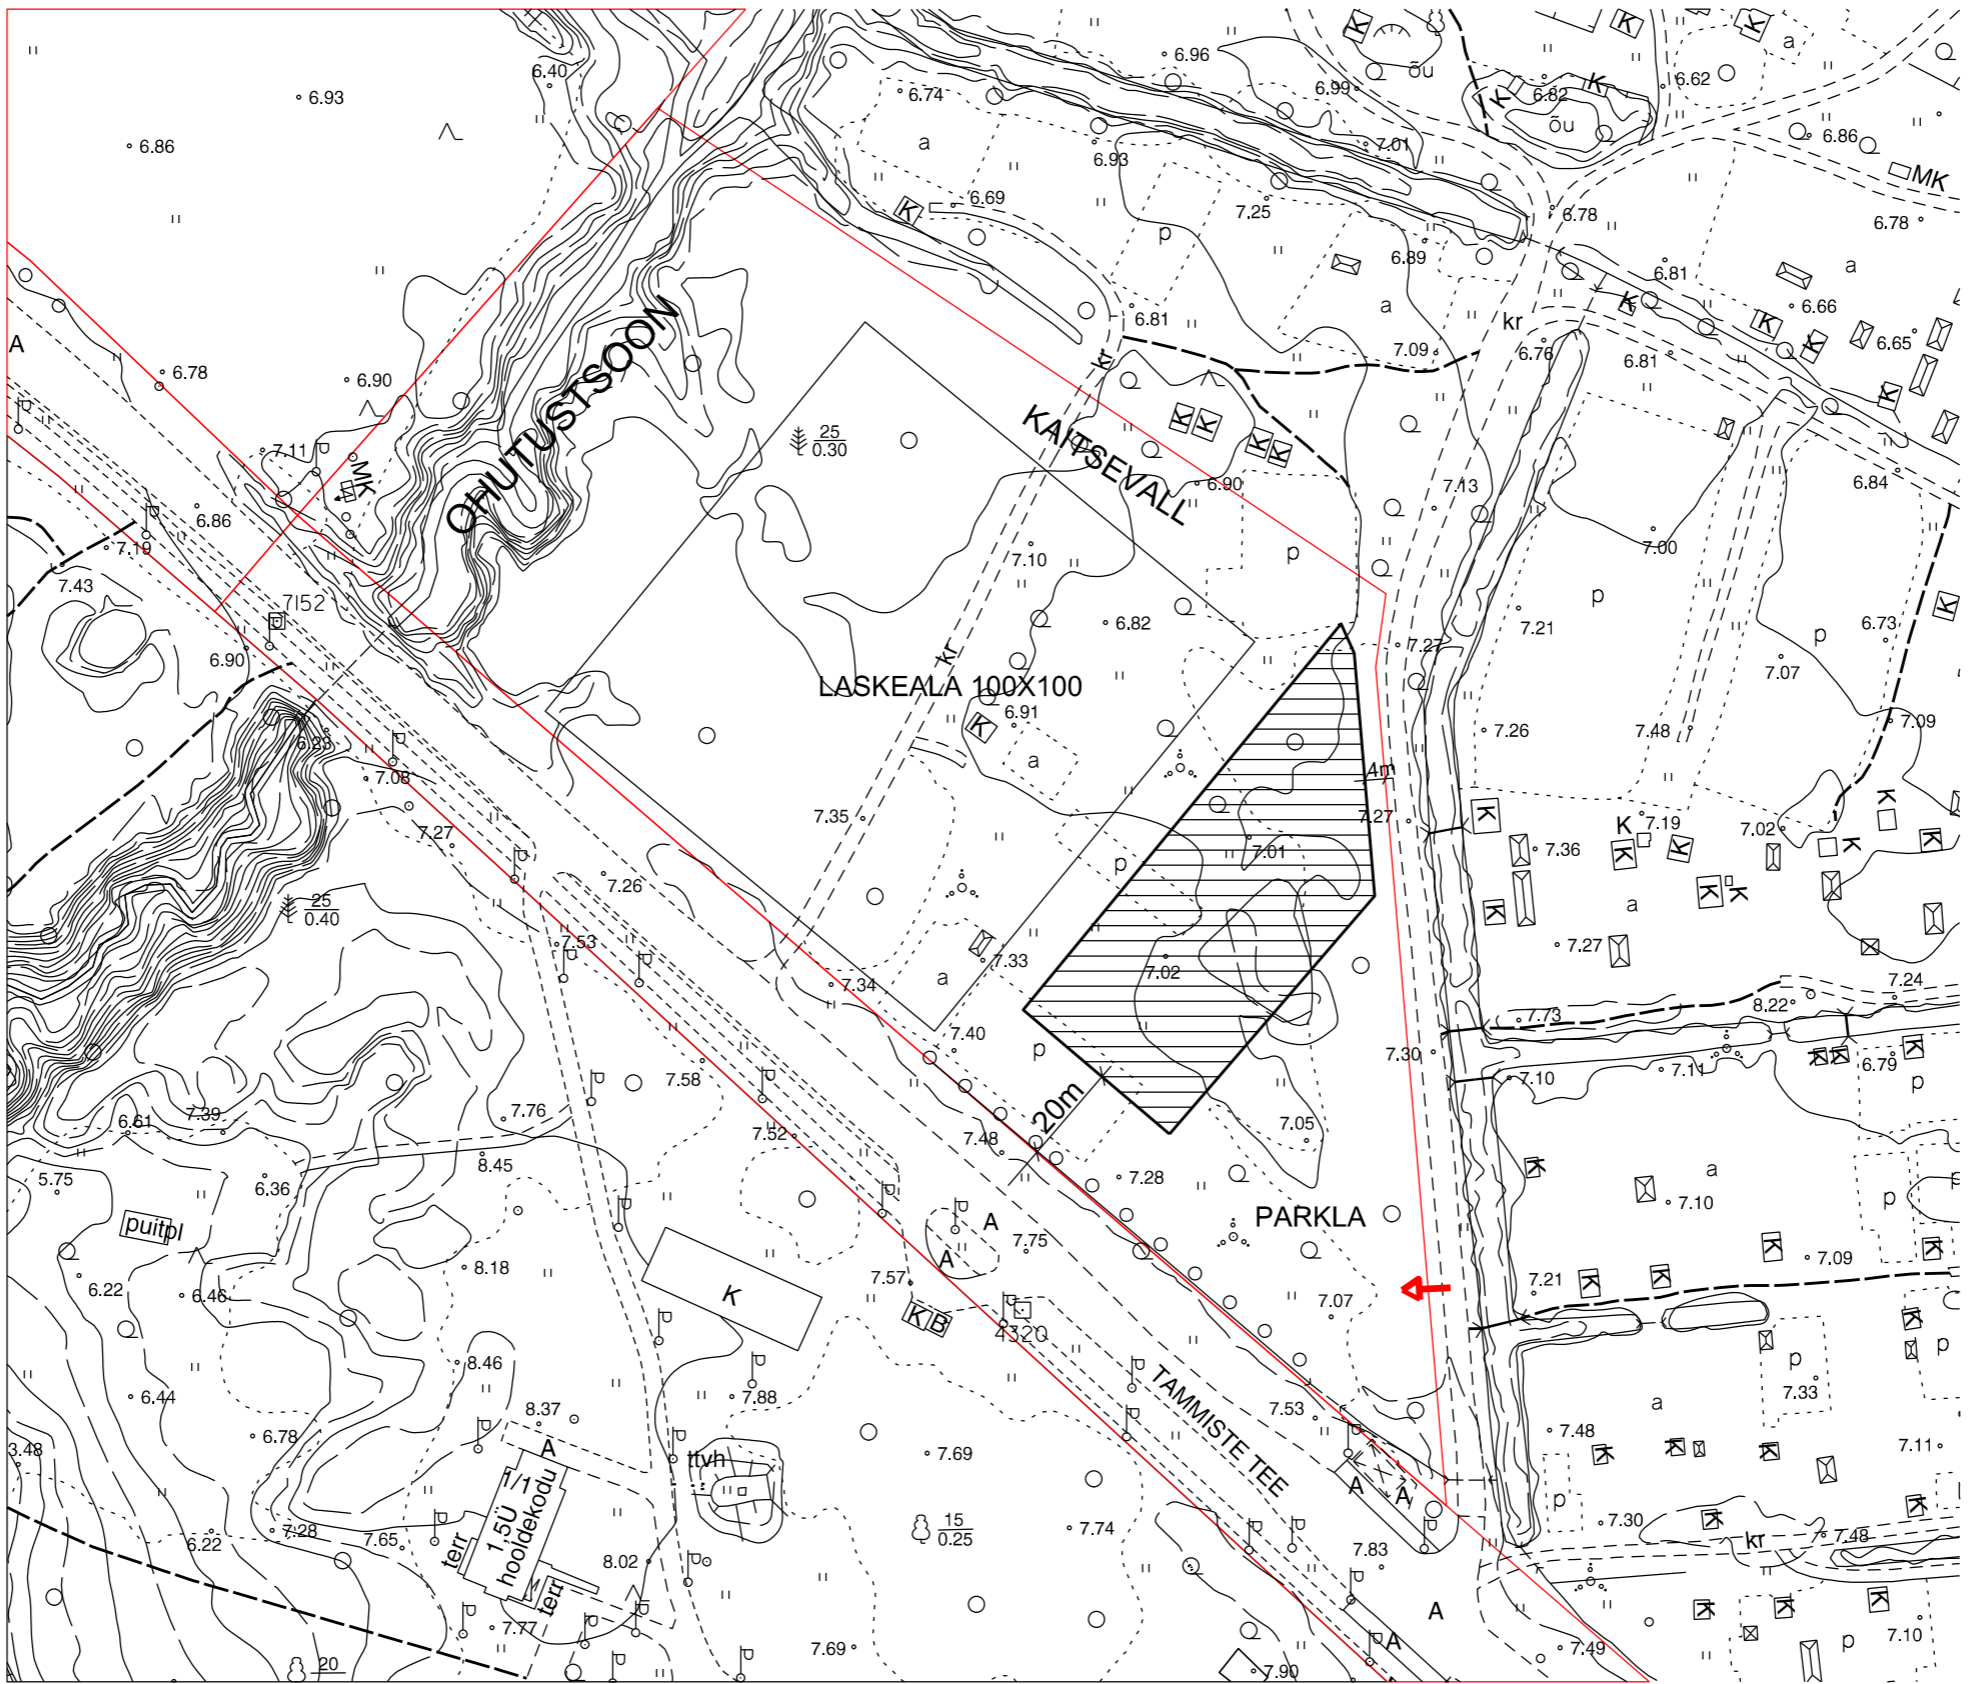 6.40
6.96
6.99
õu
K
K
K
a
6.93
6.74
K
6.82
K
6.62
õu
6.86
6.86
a
6.93
7.01
MK
K
6.69
7.25
6.78
6.78
p
6.89
6.81
a
a
6.81
K
6.66
kr
K
A
kr
7.09
6.76
6.81
K
6.65
6.78
6.90
OHUTUSTSOON
KAITSEVALL
K
K
K
K
K
25
0.30
7.11
MK
6.90
7.13
6.84
6.86
7.19
7.10
p
7.00
7.43
7152
6.82
p
7.21
p
6.73
K
6.90
kr
7.27
7.07
LASKEALA 100X100
6.91
K
6.23
7.26
7.48
7.09
7.08
a
4m
7.35
7.27
K
K
7.19
K
K
7.02
K
K
K
7.27
p
7.01
7.36
7.26
25
0.40
K
K
K
a
7.53
7.33
7.02
7.27
7.34
a
7.24
8.22
7.73
7.40
p
7.30
7.58
7.10
7.11
K
K
K
6.79
p
20m
7.76
7.39
6.61
7.52
7.48
7.05
8.45
5.75
6.36
7.28
K
a
7.10
p
p
PARKLA
puitpl
A
7.75
A
8.18
7.57
6.22
6.46
K
K
B
4320
7.07
7.21
K
K
K
7.09
K
K
8.46
TAMMISTE TEE
p
p
7.33
6.44
7.88
8.37
7.53
a
6.78
3.48
A
ttvh
7.69
7.48
K
K
K
7.11
1/1
1,5Ü
hooldekodu
A
A
p
K
K
15
0.25
7.74
6.22
7.28
7.65
terr
7.30
kr
7.48
8.02
7.83
terr
A
K
K
K
7.77
7.69
A
7.49
p
7.10
20
7.90